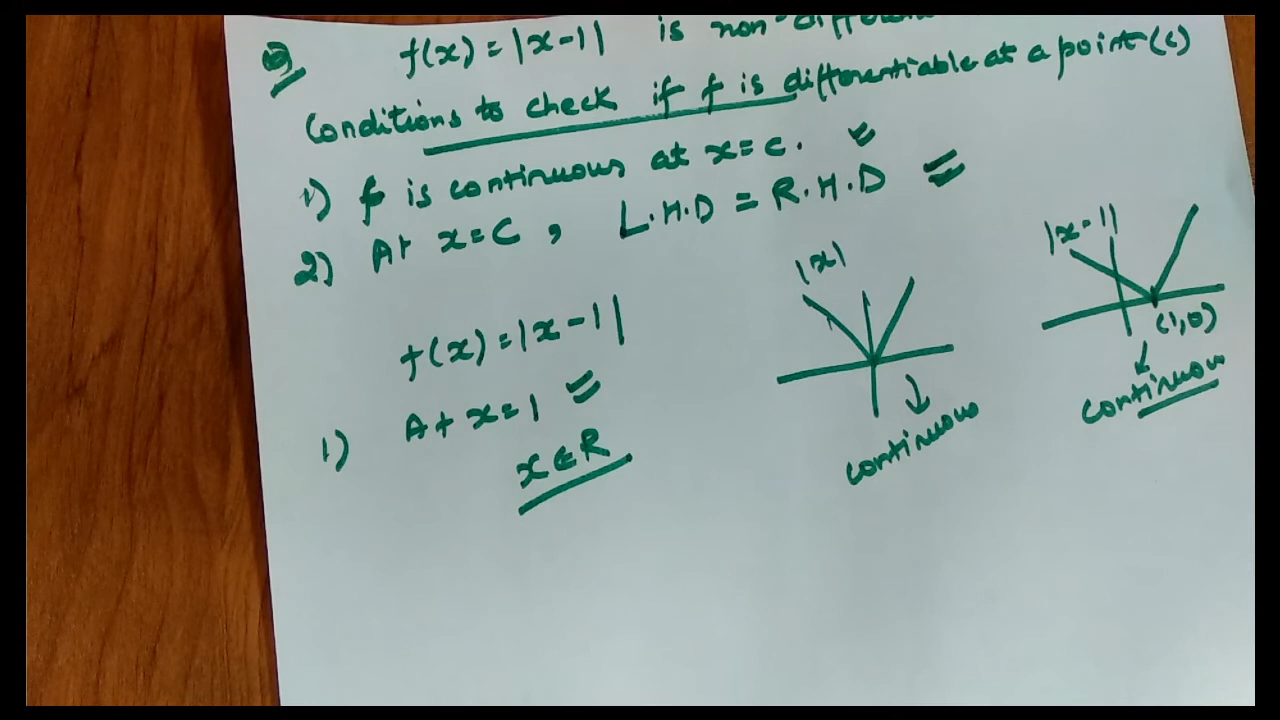 f(x) = |x-1| is non-
Conditions to check if f is differentiable at a point (c)
1) f is continuous at x=c.
2) At x=c , L.H.D = R.H.D
|x|
|x-1|
f(x) = |x-1|
(1,0)
1) At x=1
continuous
continuous
x∈R